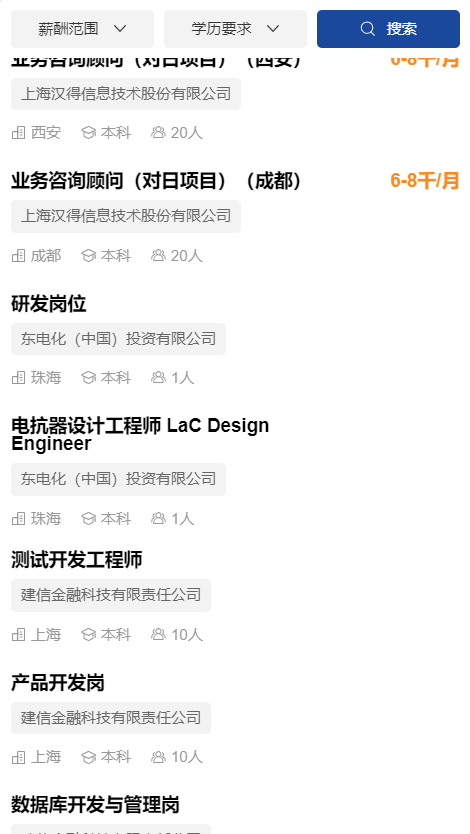 薪酬范围
学历要求
搜索
业务咨询顾问（对日项目）（西安）
6-8千/月
上海汉得信息技术股份有限公司
西安 本科 20人
业务咨询顾问（对日项目）（成都）
6-8千/月
上海汉得信息技术股份有限公司
成都 本科 20人
研发岗位
东电化（中国）投资有限公司
珠海 本科 1人
电抗器设计工程师 LaC Design
Engineer
东电化（中国）投资有限公司
珠海 本科 1人
测试开发工程师
建信金融科技有限责任公司
上海 本科 10人
产品开发岗
建信金融科技有限责任公司
上海 本科 10人
数据库开发与管理岗